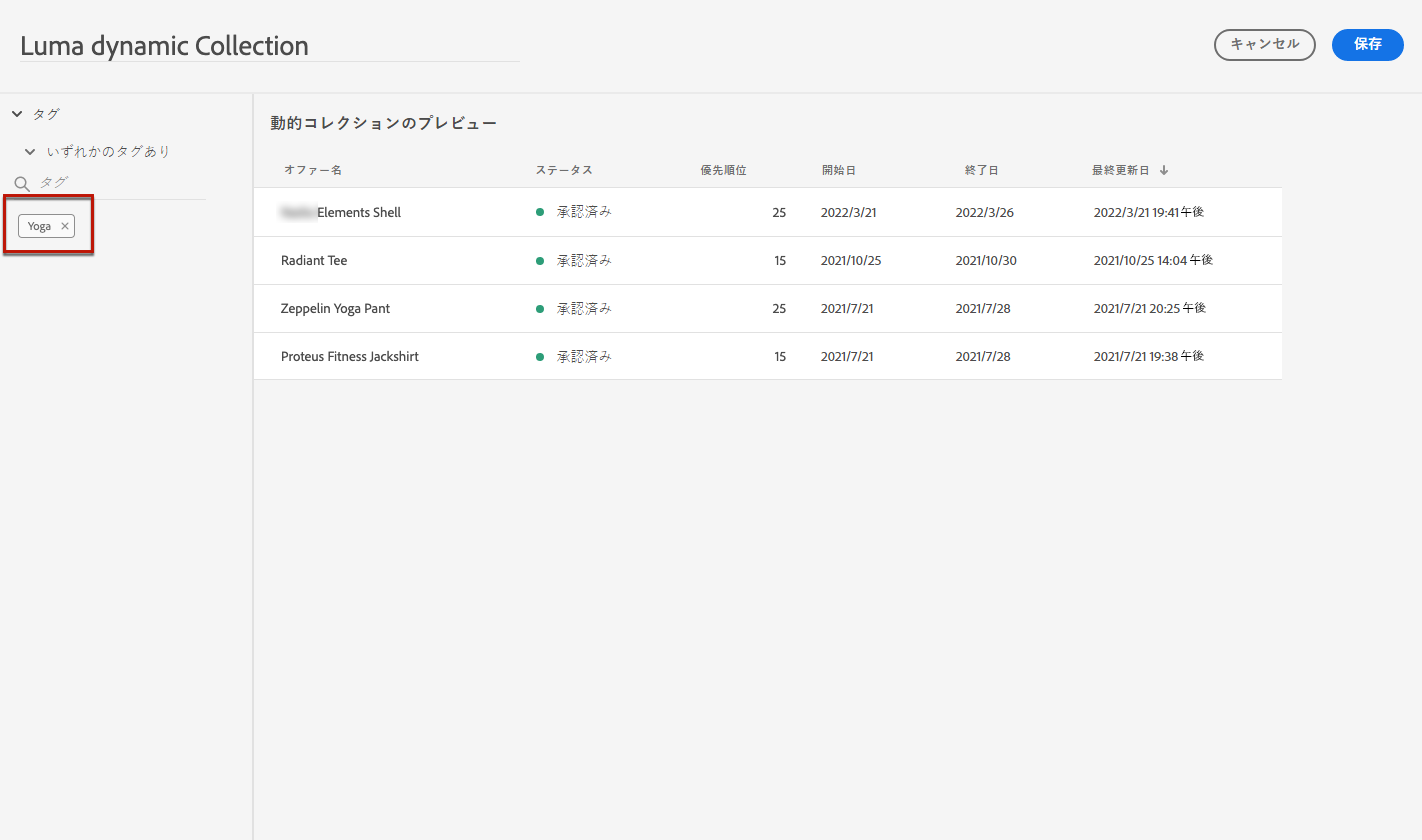 Luma dynamic Collection
キャンセル 保存
タグ
いずれかのタグあり
タグ
Yoga
動的コレクションのプレビュー
オファー名 ステータス 優先順位 開始日 終了日 最終更新日
Elements Shell 承認済み 25 2022/3/21 2022/3/26 2022/3/21 19:41 午後
Radiant Tee 承認済み 15 2021/10/25 2021/10/30 2021/10/25 14:04 午後
Zeppelin Yoga Pant 承認済み 25 2021/7/21 2021/7/28 2021/7/21 20:25 午後
Proteus Fitness Jackshirt 承認済み 15 2021/7/21 2021/7/28 2021/7/21 19:38 午後